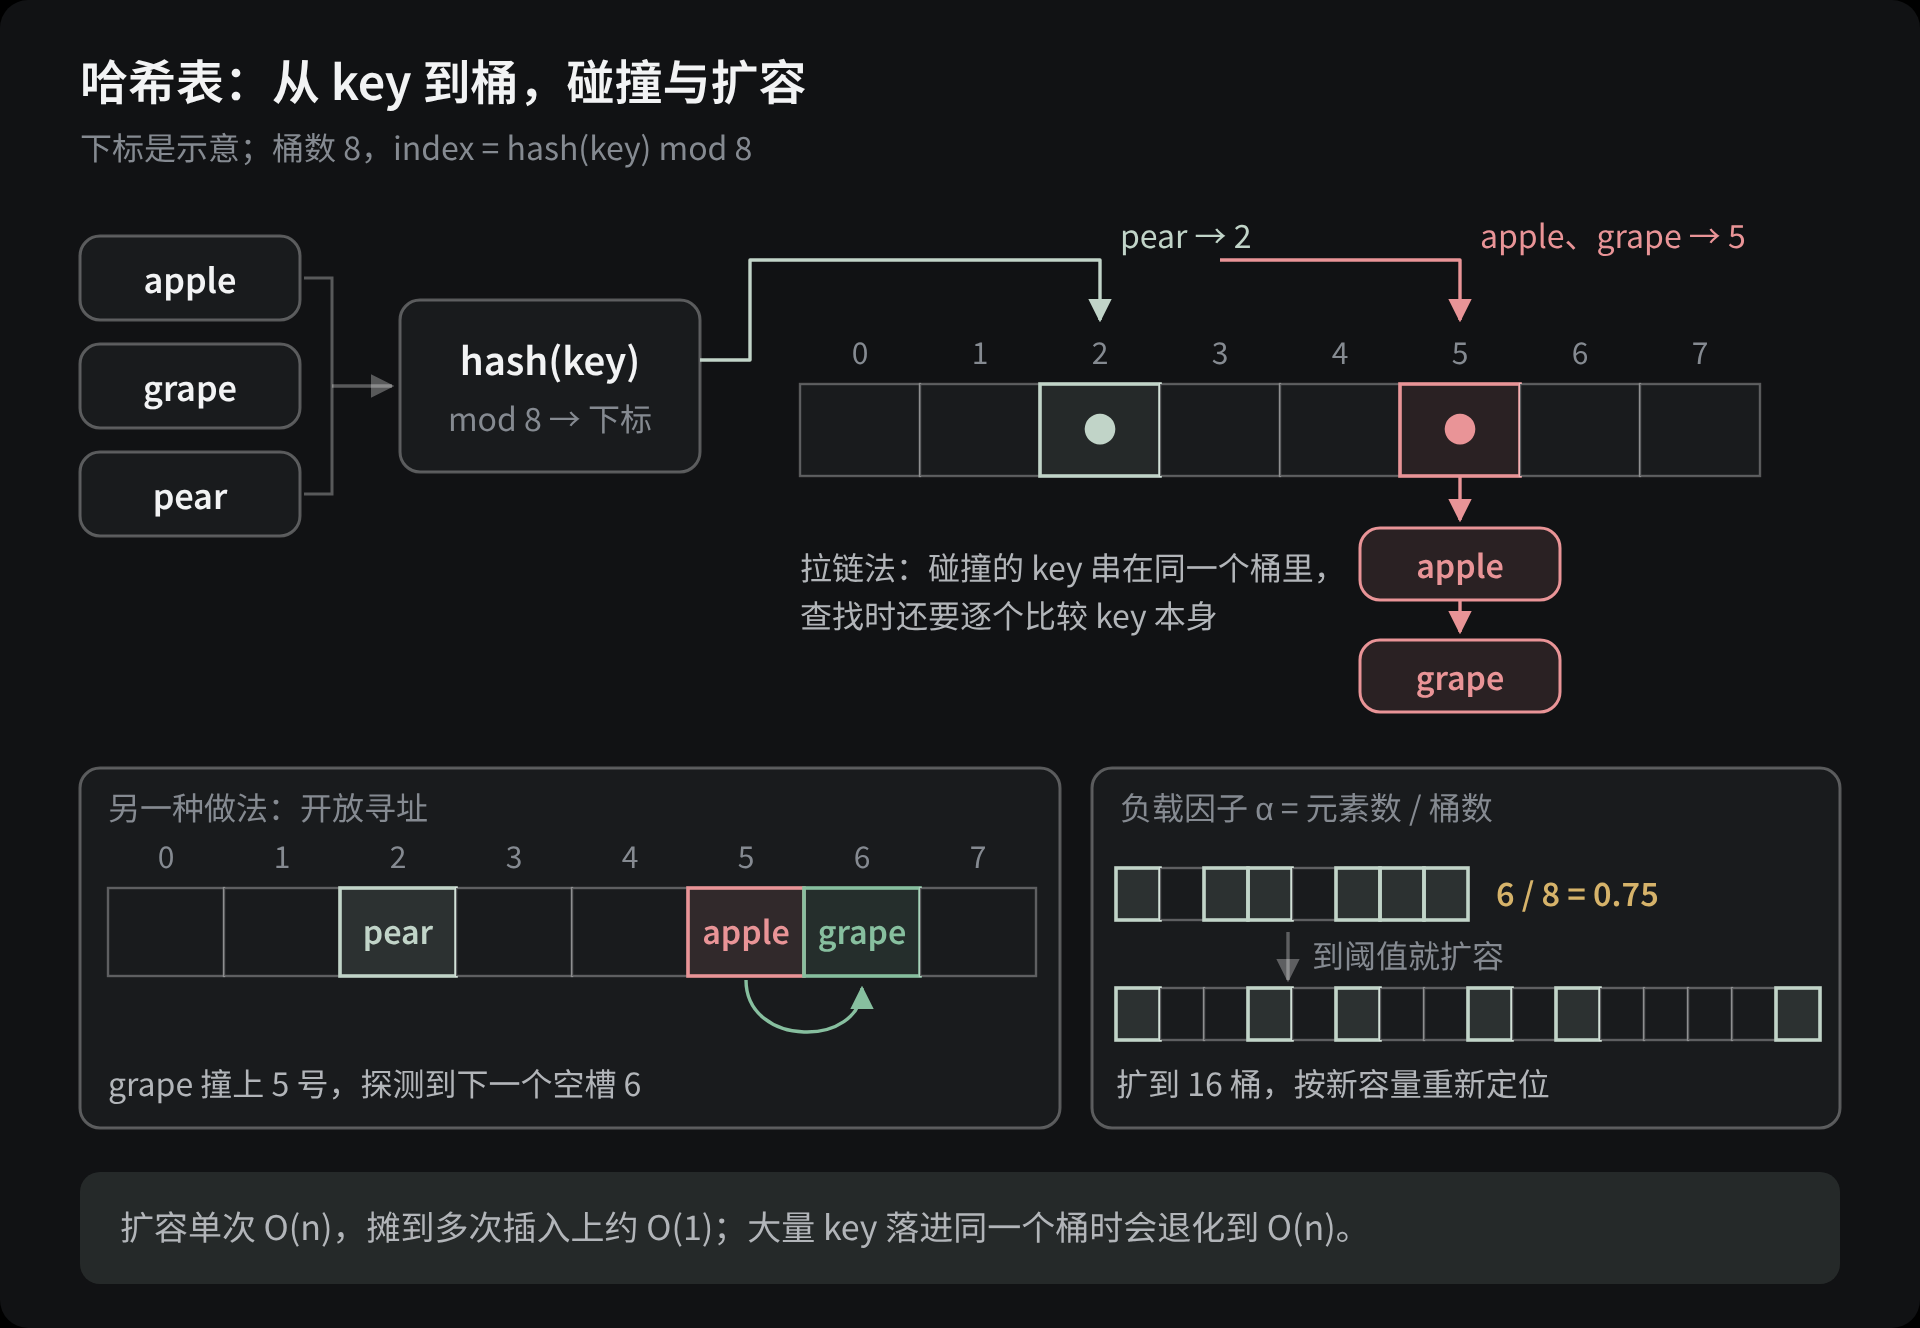 哈希表：从 key 到桶，碰撞与扩容
下标是示意；桶数 8，index = hash(key) mod 8
apple
grape
pear
hash(key)
mod 8 → 下标
pear → 2
apple、grape → 5
0 1 2 3 4 5 6 7
拉链法：碰撞的 key 串在同一个桶里，
查找时还要逐个比较 key 本身
apple
grape
另一种做法：开放寻址
0 1 2 3 4 5 6 7
pear apple grape
grape 撞上 5 号，探测到下一个空槽 6
负载因子 α = 元素数 / 桶数
6 / 8 = 0.75
到阈值就扩容
扩到 16 桶，按新容量重新定位
扩容单次 O(n)，摊到多次插入上约 O(1)；大量 key 落进同一个桶时会退化到 O(n)。